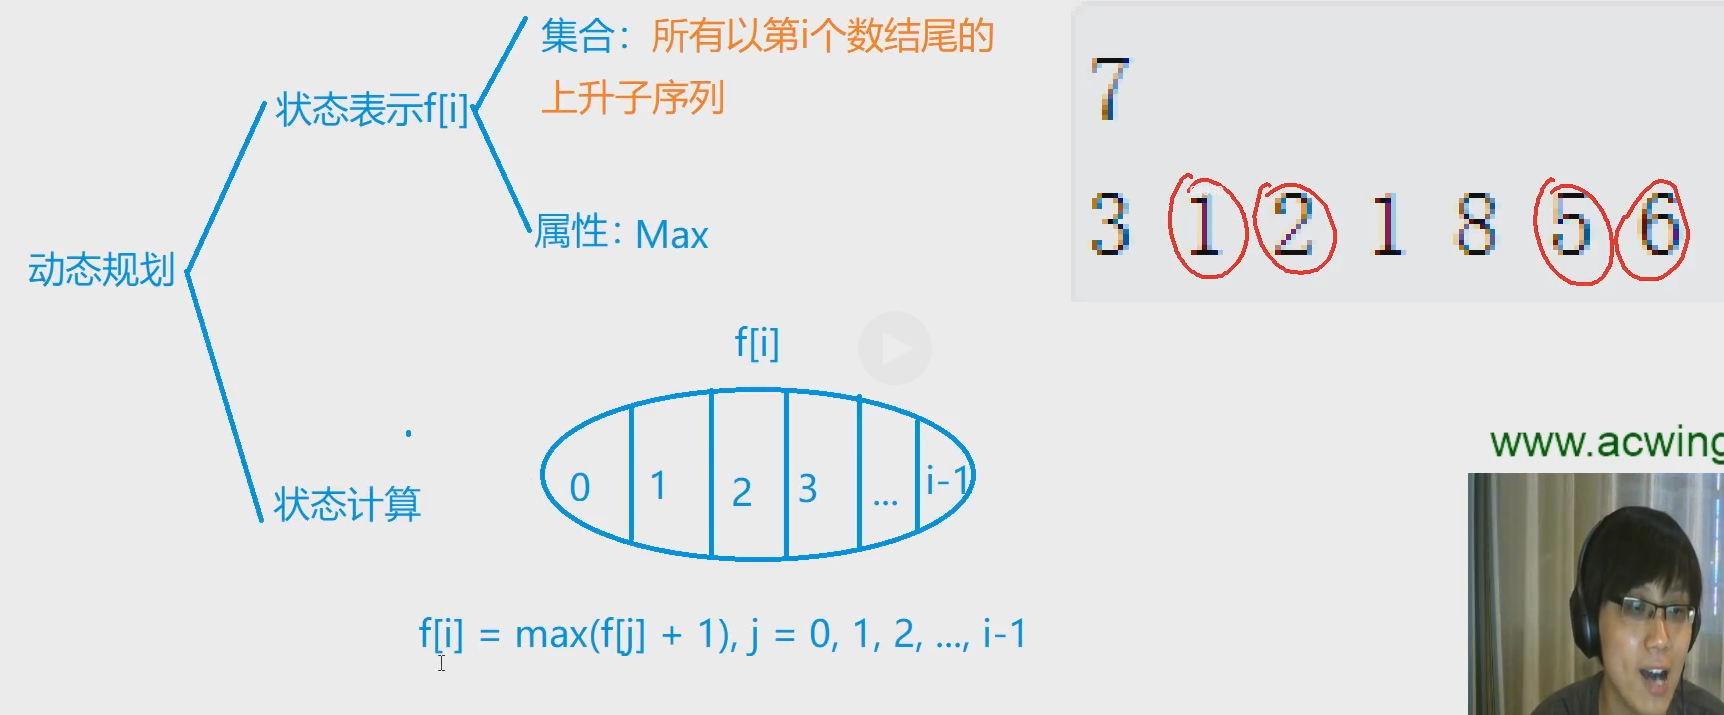 集合：所有以第i个数结尾的
上升子序列
状态表示f[i]
属性：Max
动态规划
状态计算
f[i]
0 1 2 3 ... i-1
f[i] = max(f[j] + 1), j = 0, 1, 2, ..., i-1
7
3 1 2 1 8 5 6
www.acwing